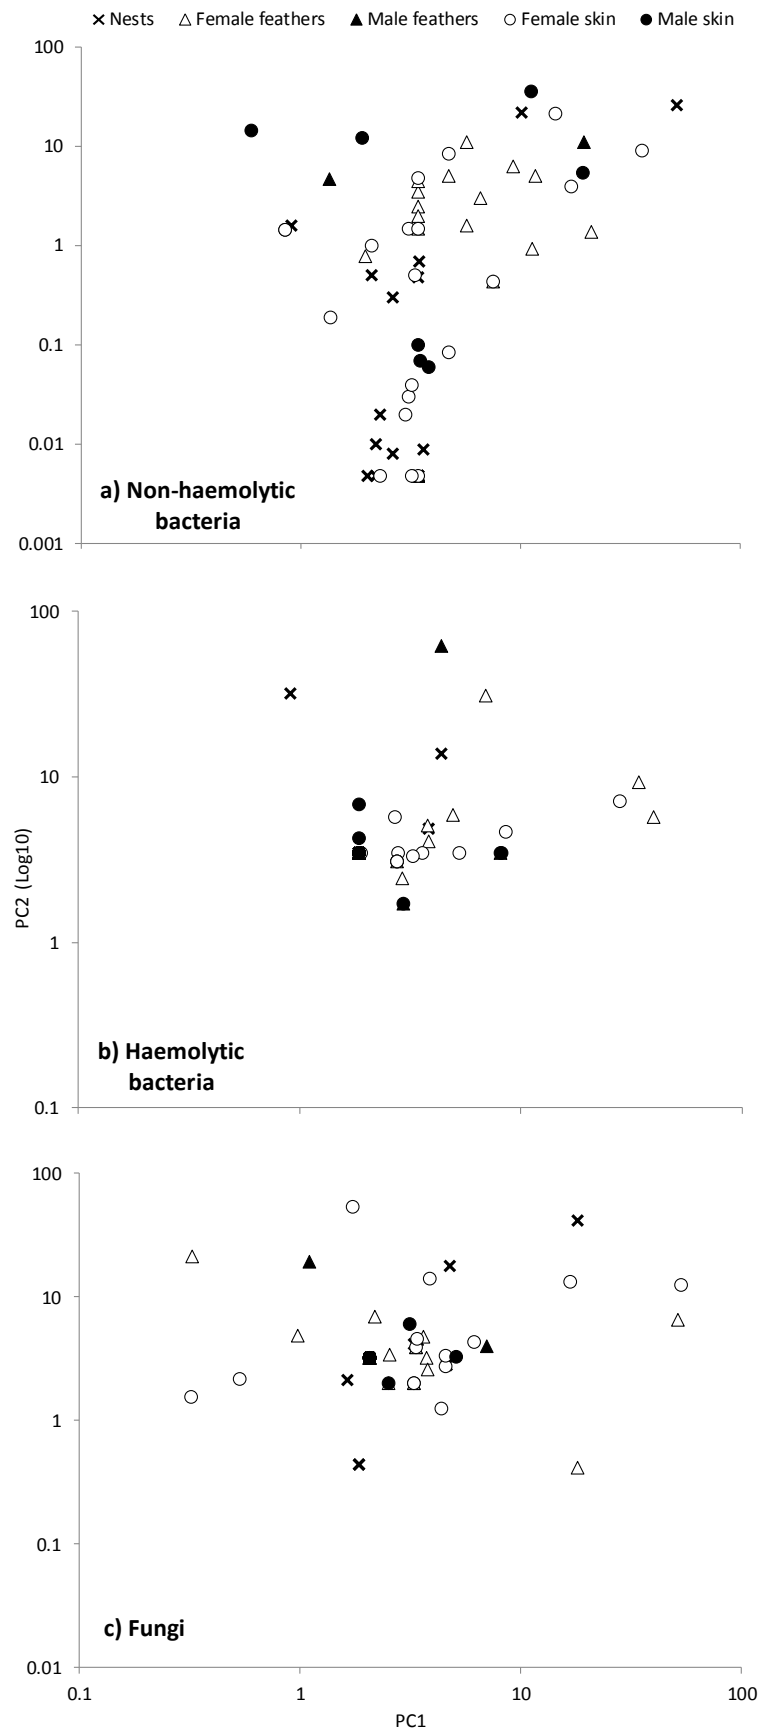 Nests Female feathers Male feathers Female skin Male skin
100
10
1
0.1
0.01
0.001
a) Non-haemolytic
bacteria
100
10
1
0.1
PC2 (Log10)
b) Haemolytic
bacteria
100
10
1
0.1
0.01
c) Fungi
0.1 1 10 100
PC1